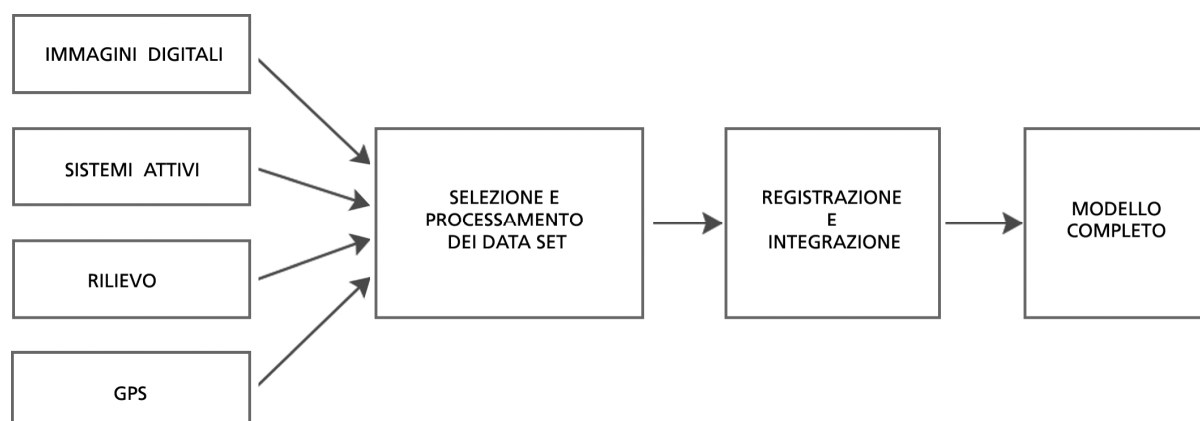 IMMAGINI DIGITALI
SISTEMI ATTIVI
RILIEVO
GPS
SELEZIONE E
PROCESSAMENTO
DEI DATA SET
REGISTRAZIONE
E
INTEGRAZIONE
MODELLO
COMPLETO